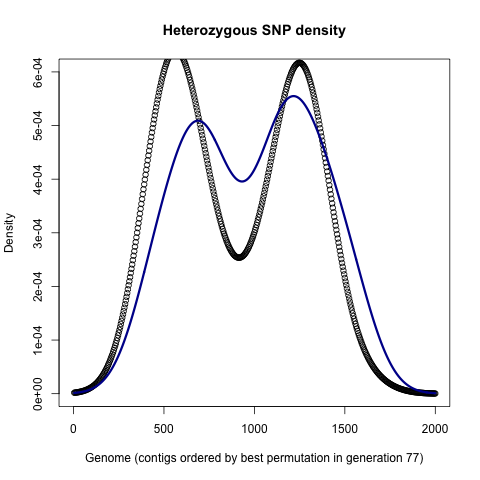 Heterozygous SNP density
Density
6e-04
5e-04
4e-04
3e-04
2e-04
1e-04
0e+00
0 500 1000 1500 2000
Genome (contigs ordered by best permutation in generation 77)